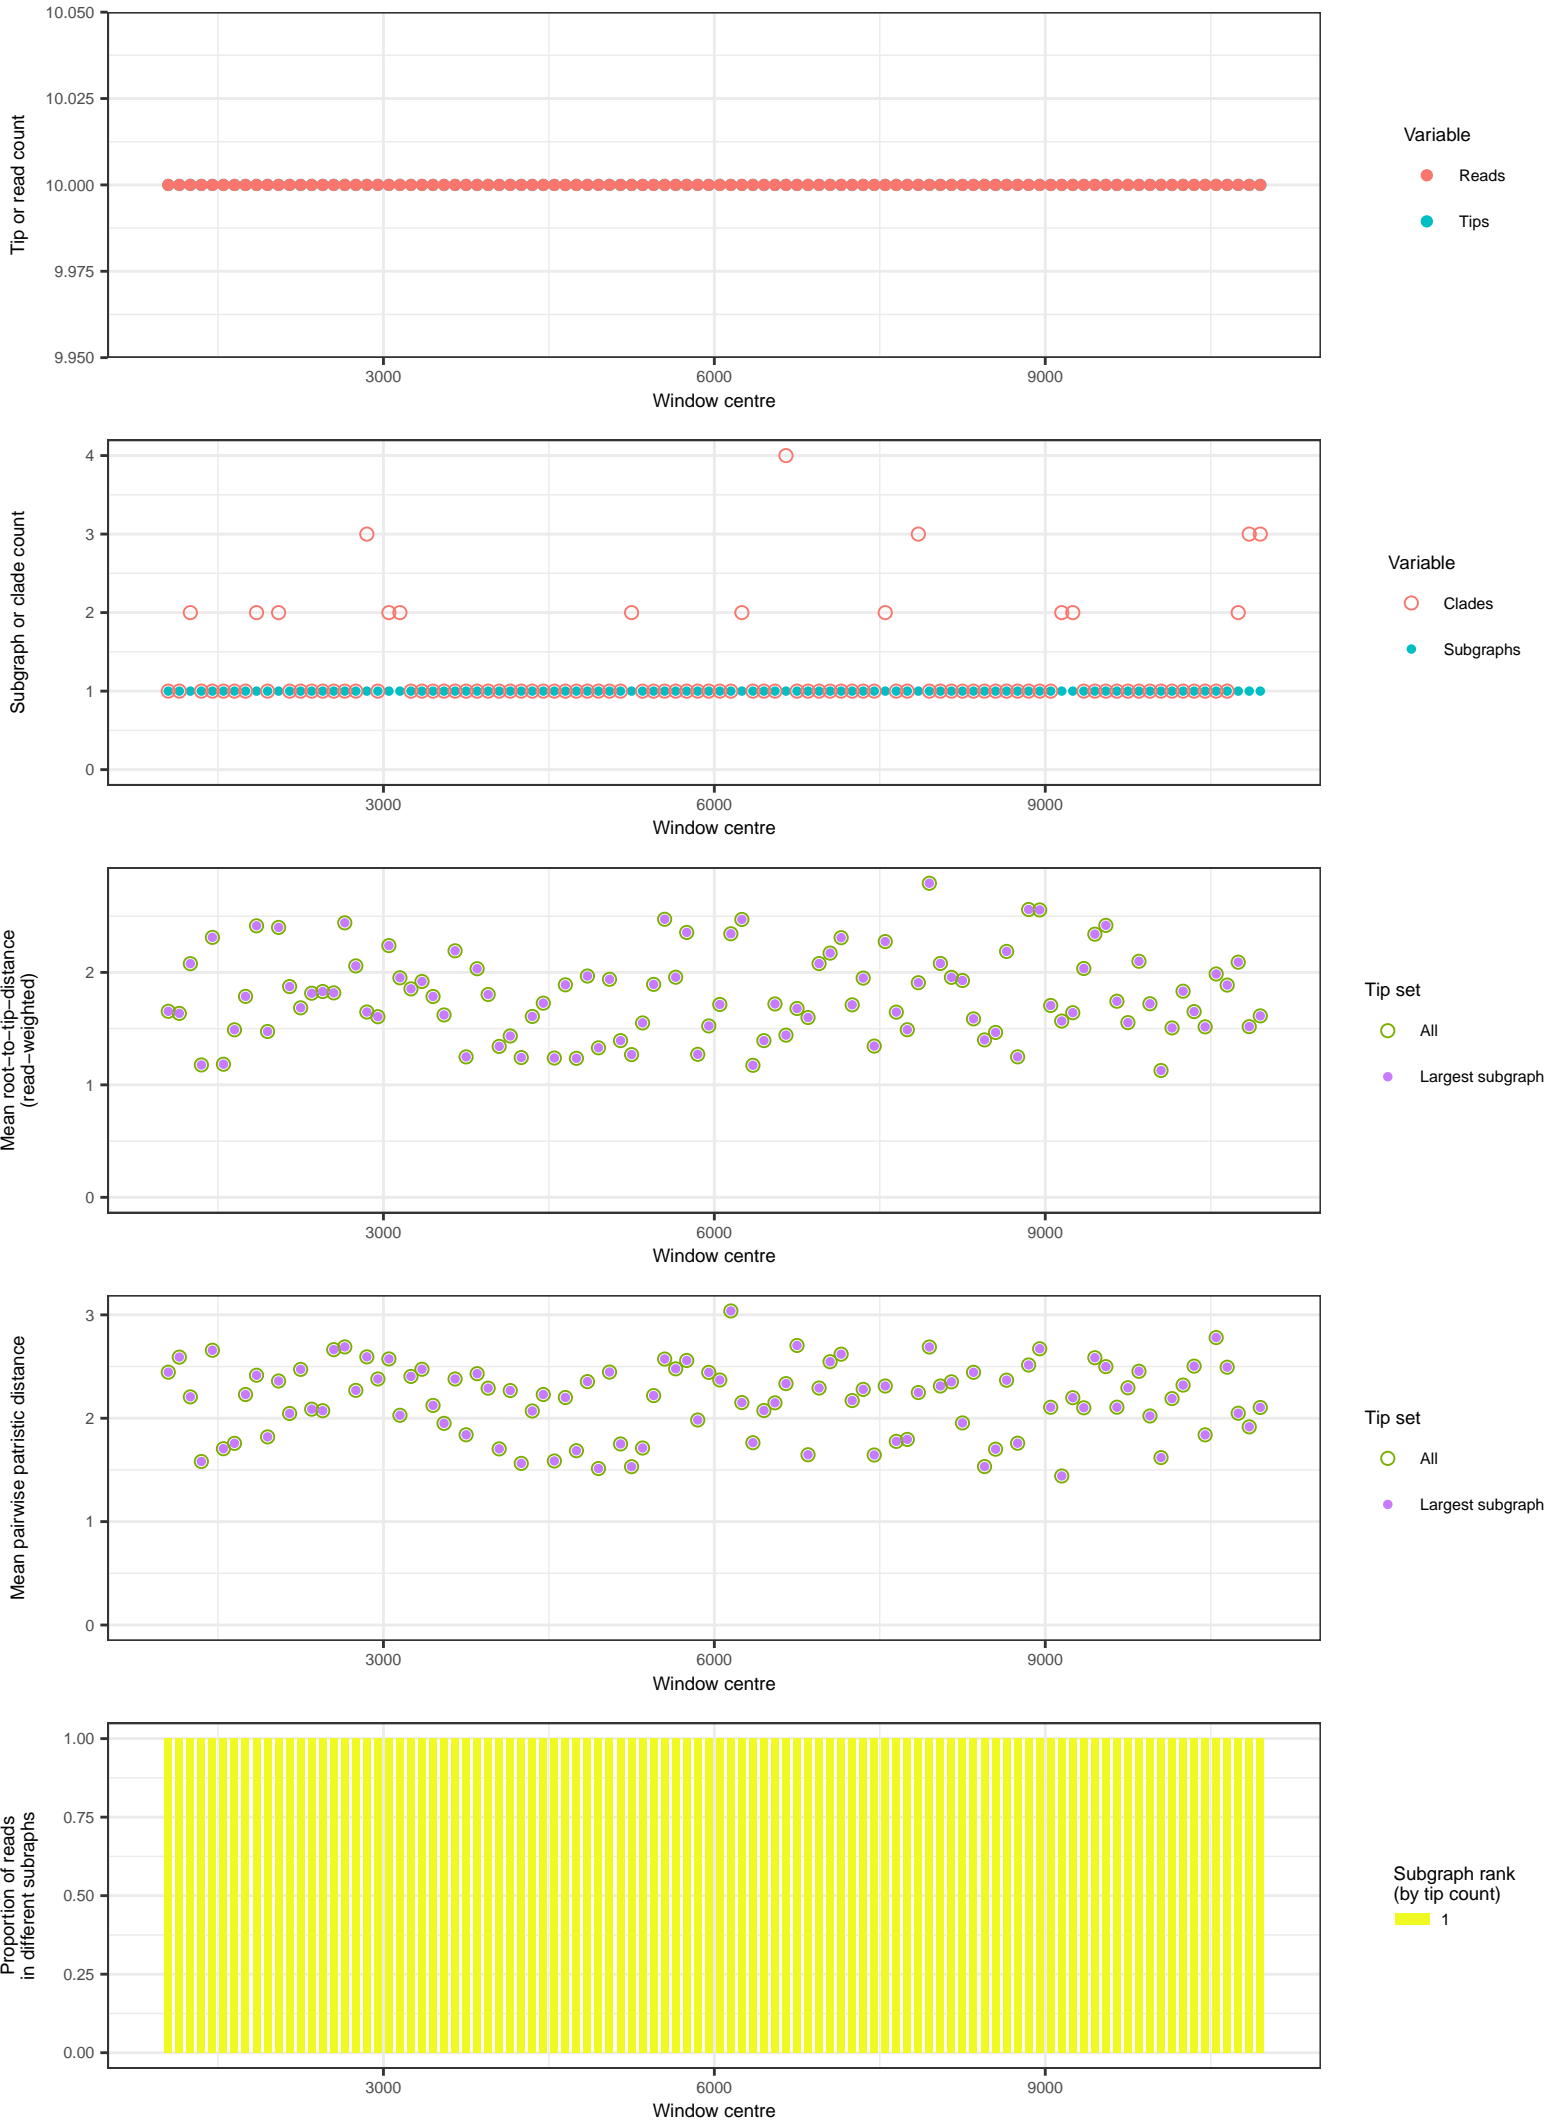 10.050
10.025
10.000
9.975
9.950
Tip or read count
3000
6000
9000
Window centre
Variable
Reads
Tips
4
3
2
1
0
Subgraph or clade count
3000
6000
9000
Window centre
Variable
Clades
Subgraphs
2
1
0
Mean root−to−tip−distance
(read−weighted)
3000
6000
9000
Window centre
Tip set
All
Largest subgraph
3
2
1
0
Mean pairwise patristic distance
3000
6000
9000
Window centre
Tip set
All
Largest subgraph
1.00
0.75
0.50
0.25
0.00
Proportion of reads
in different subraphs
3000
6000
9000
Window centre
Subgraph rank
(by tip count)
1